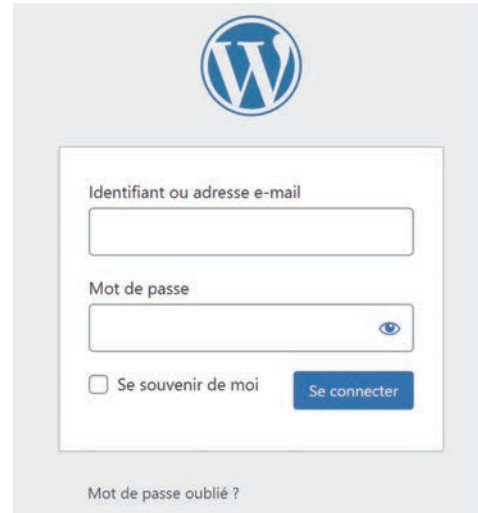 Identifiant ou adresse e-mail
Mot de passe
Se souvenir de moi
Se connecter
Mot de passe oublié ?